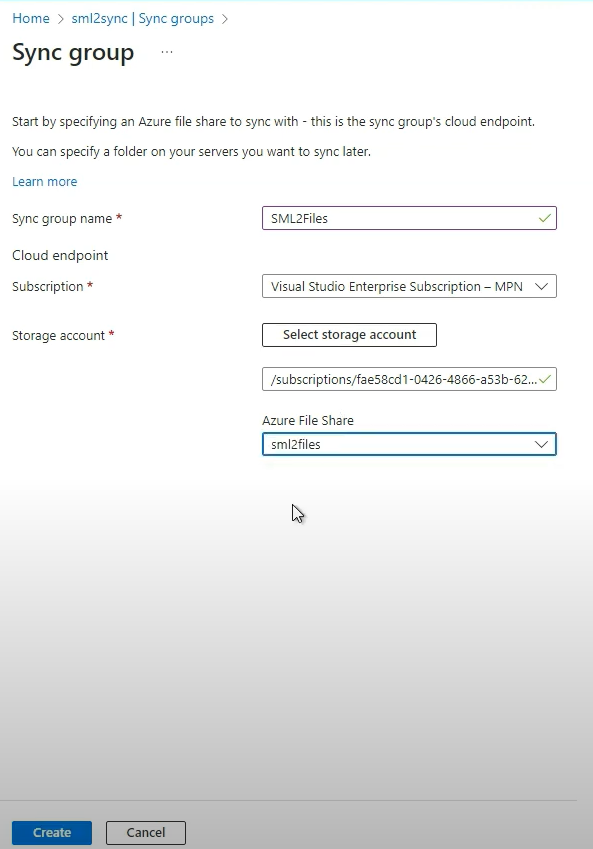 Home > sml2sync | Sync groups >
Sync group ...
Start by specifying an Azure file share to sync with - this is the sync group's cloud endpoint.
You can specify a folder on your servers you want to sync later.
Learn more
Sync group name * SML2Files
Cloud endpoint
Subscription * Visual Studio Enterprise Subscription – MPN
Storage account * Select storage account
/subscriptions/fae58cd1-0426-4866-a53b-62...
Azure File Share
sml2files
Create Cancel